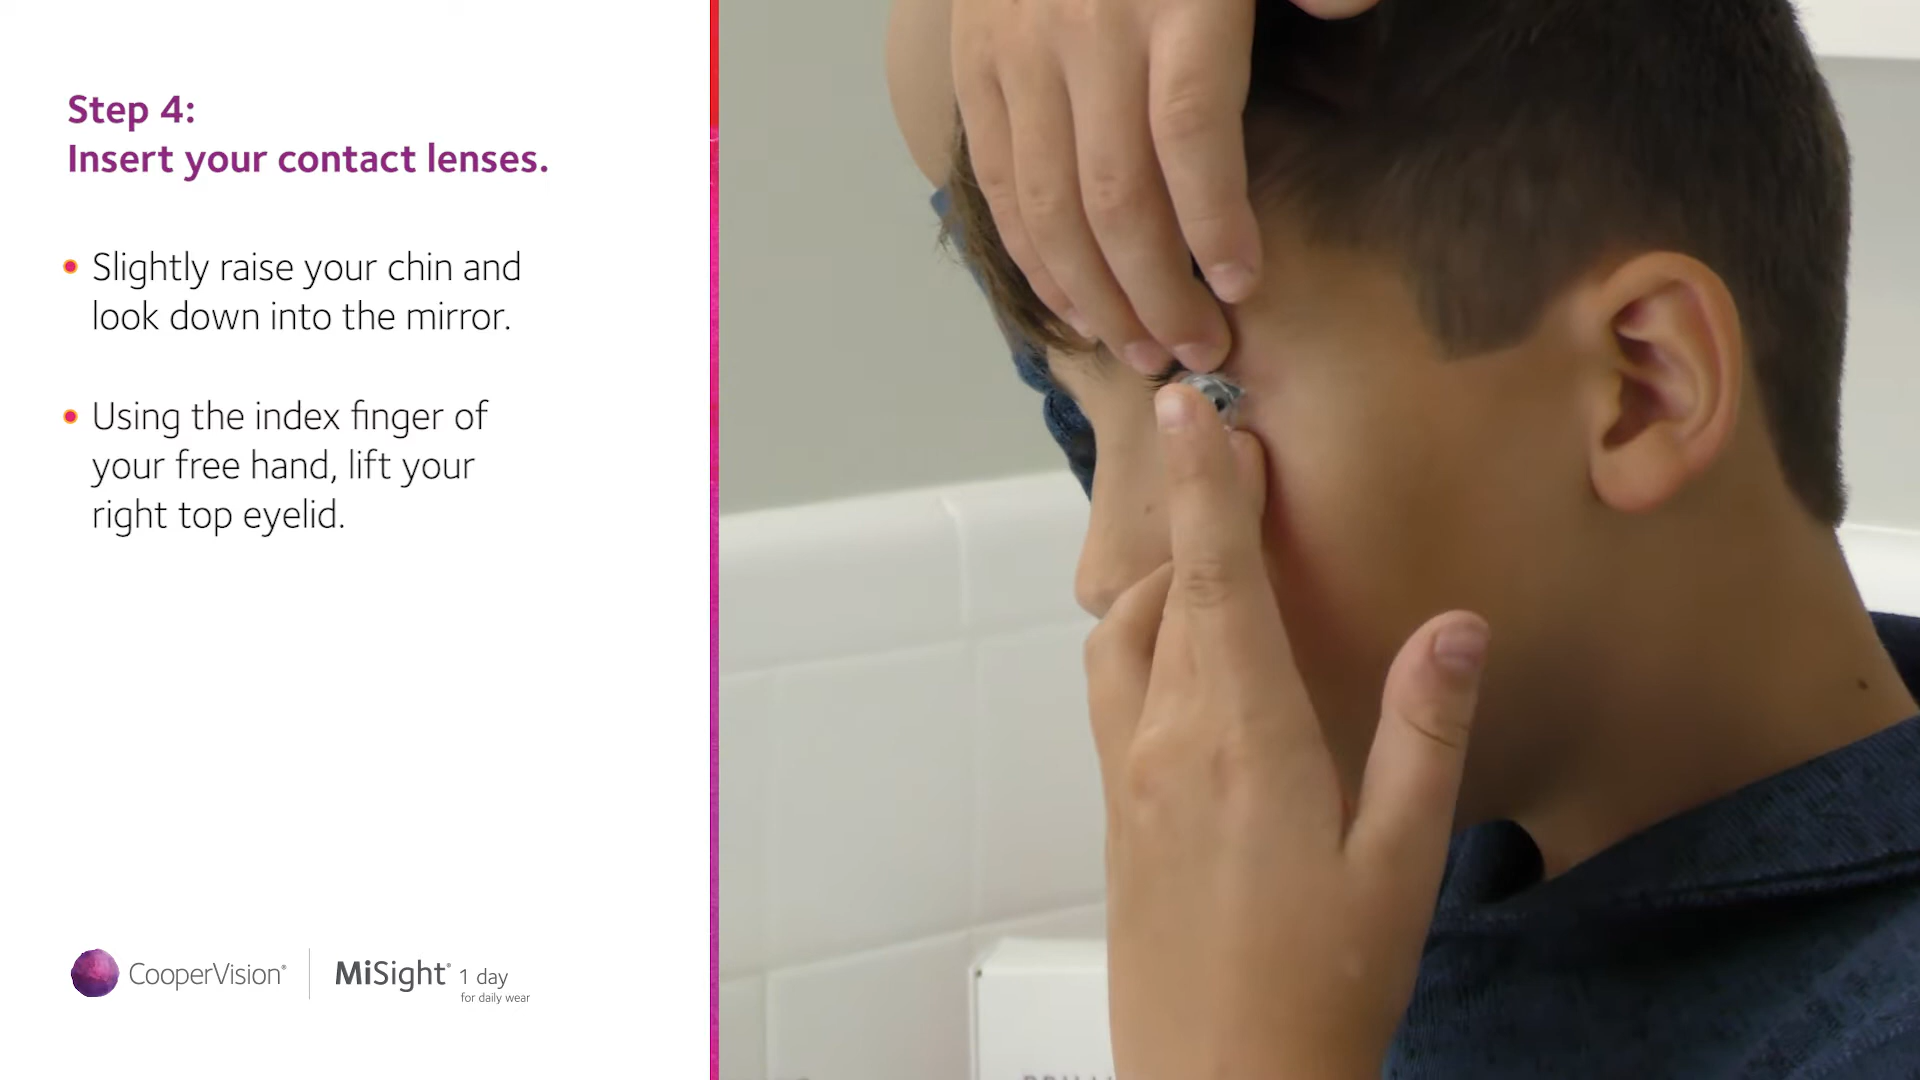 Step 4:
Insert your contact lenses.
• Slightly raise your chin and
look down into the mirror.
• Using the index finger of
your free hand, lift your
right top eyelid.
CooperVision®
MiSight® 1 day
for daily wear